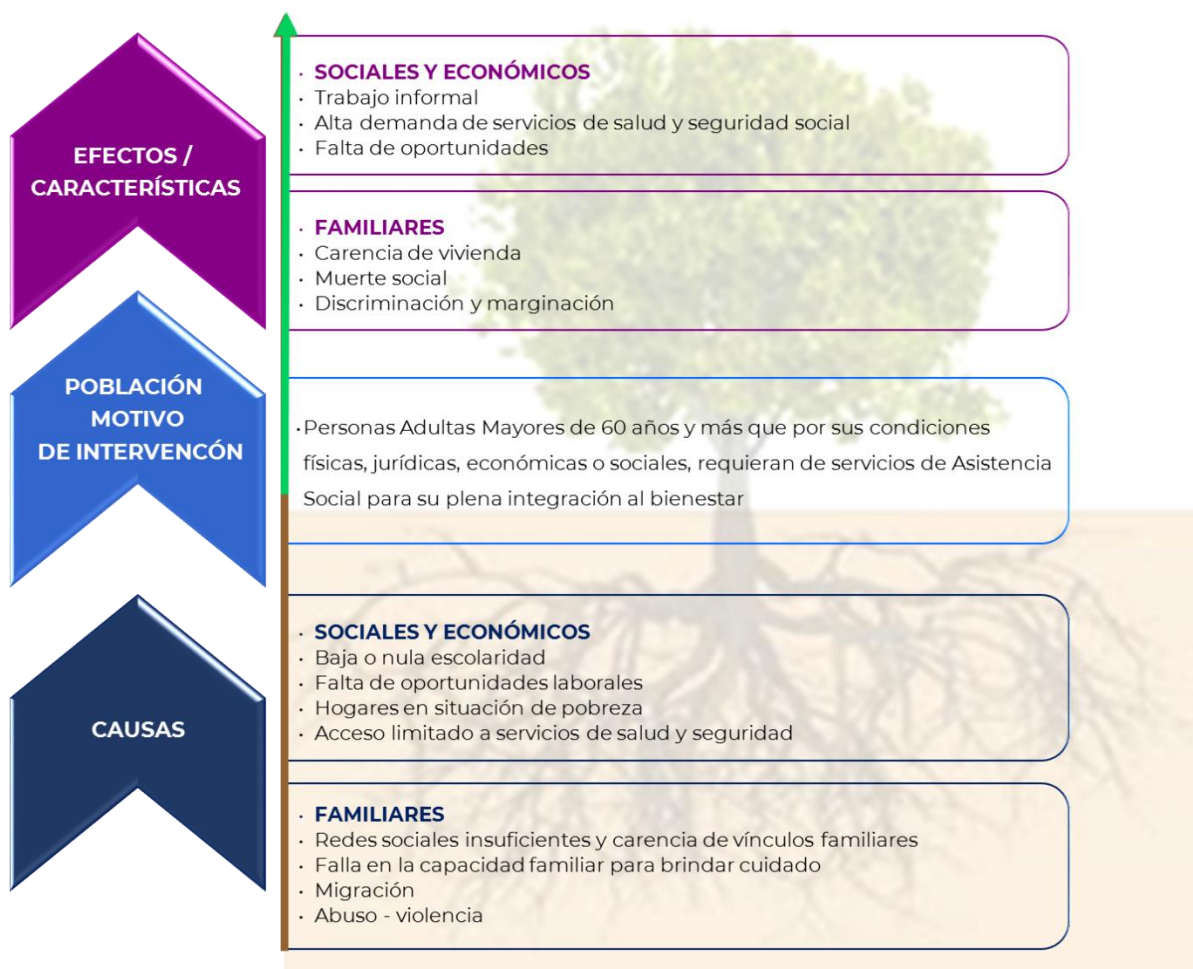 EFECTOS /
CARACTERÍSTICAS
· SOCIALES Y ECONÓMICOS
· Trabajo informal
· Alta demanda de servicios de salud y seguridad social
· Falta de oportunidades
· FAMILIARES
· Carencia de vivienda
· Muerte social
· Discriminación y marginación
POBLACIÓN
MOTIVO
DE INTERVENCÓN
· Personas Adultas Mayores de 60 años y más que por sus condiciones
físicas, jurídicas, económicas o sociales, requieran de servicios de Asistencia
Social para su plena integración al bienestar
CAUSAS
· SOCIALES Y ECONÓMICOS
· Baja o nula escolaridad
· Falta de oportunidades laborales
· Hogares en situación de pobreza
· Acceso limitado a servicios de salud y seguridad
· FAMILIARES
· Redes sociales insuficientes y carencia de vínculos familiares
· Falla en la capacidad familiar para brindar cuidado
· Migración
· Abuso - violencia